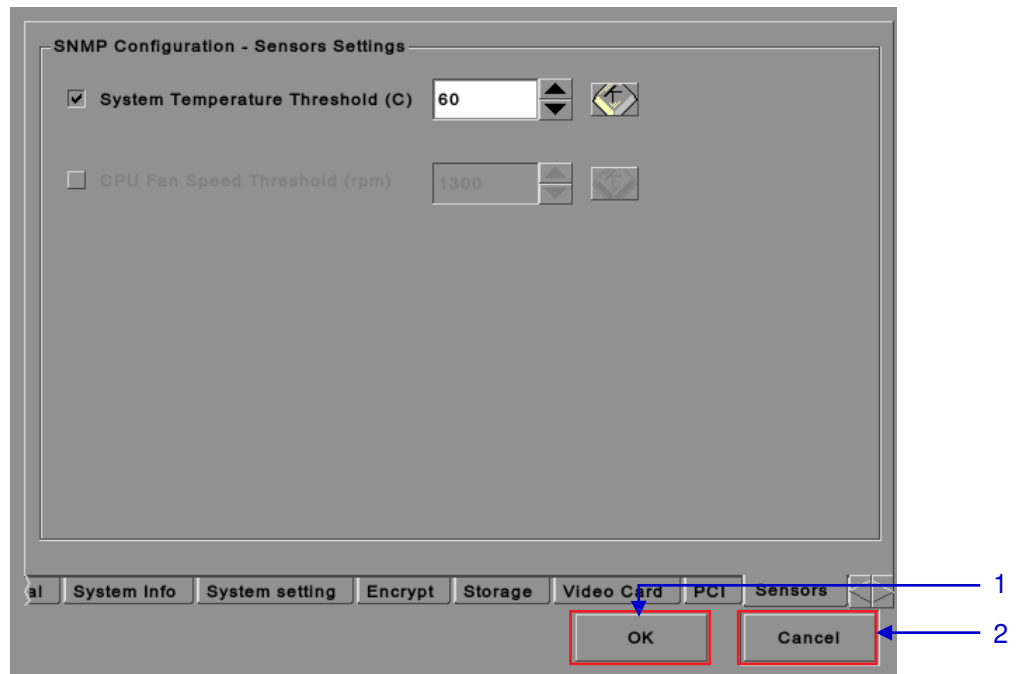 SNMP Configuration - Sensors Settings
System Temperature Threshold (C) 60
CPU Fan Speed Threshold (rpm) 1300
al System Info System setting Encrypt Storage Video Card PCI Sensors 1
OK Cancel 2